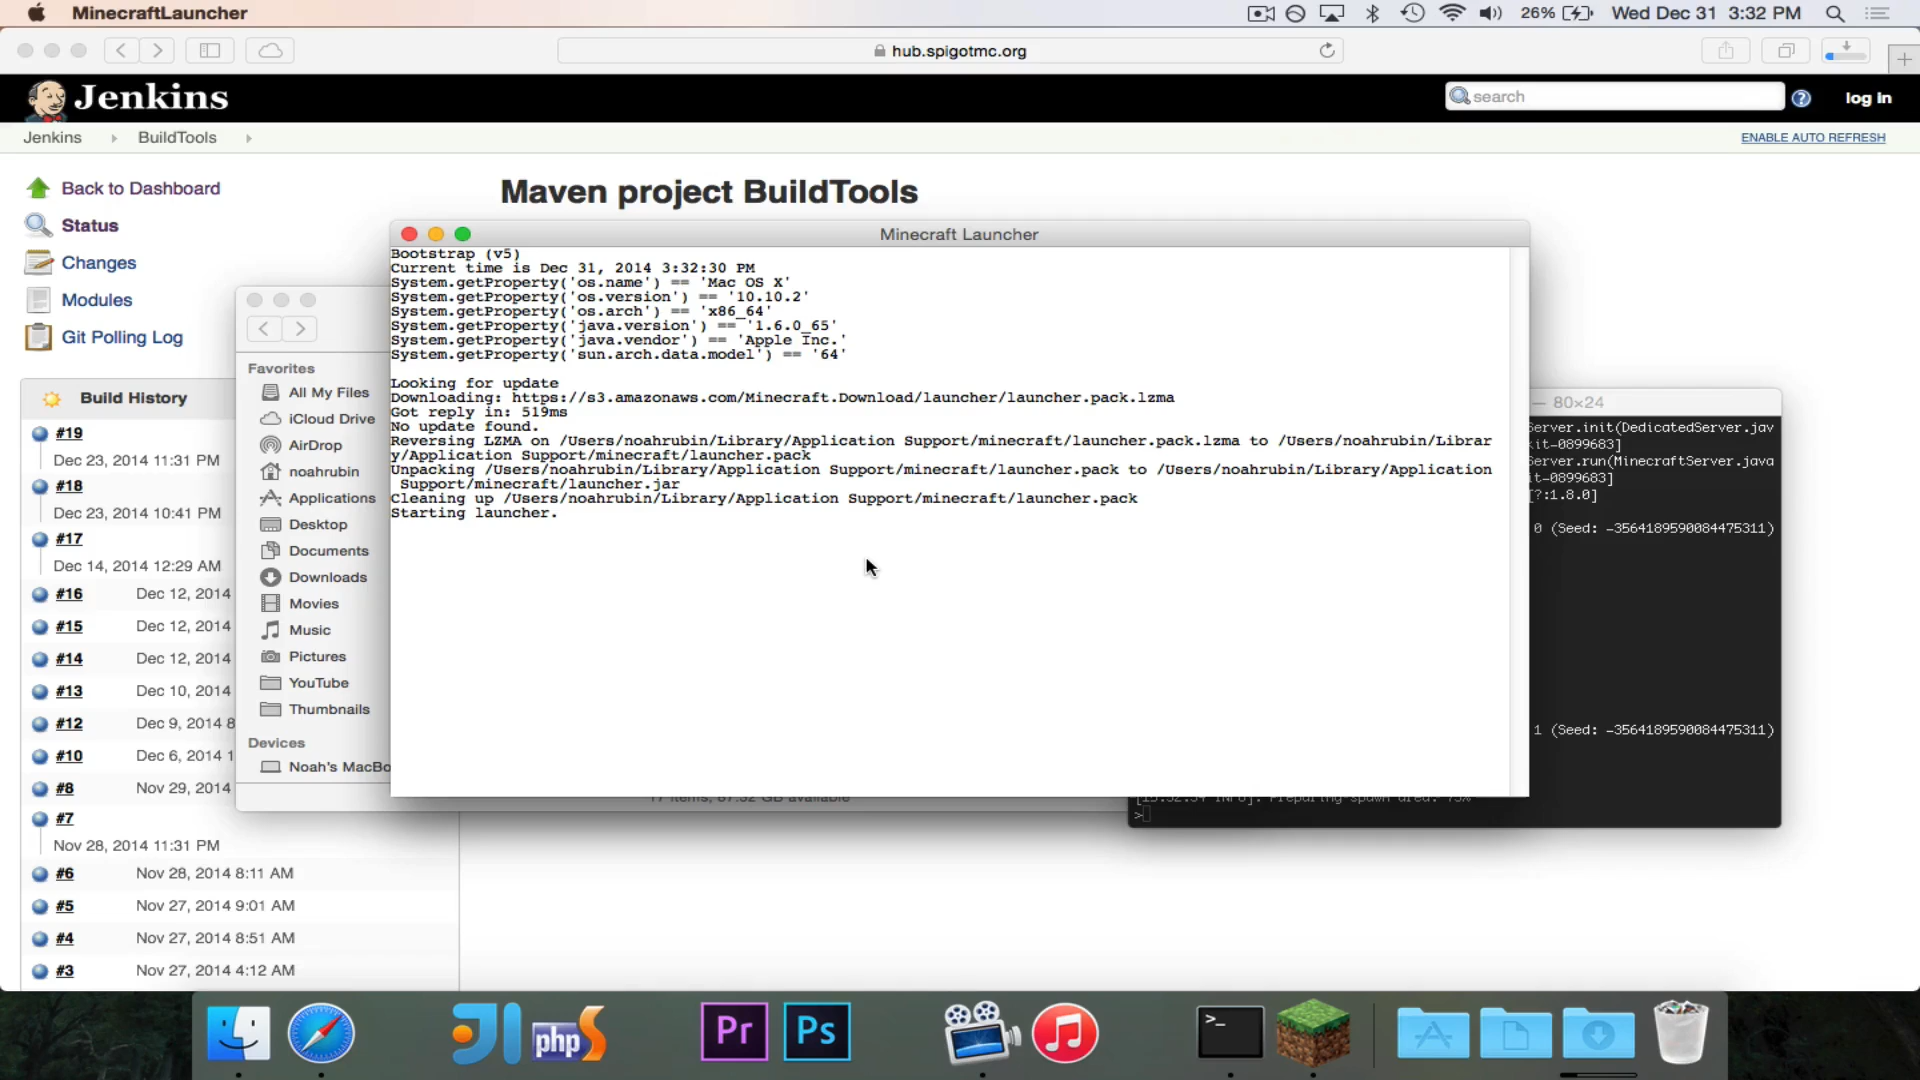 MinecraftLauncher
26%
Wed Dec 31 3:32 PM
hub.spigotmc.org
Jenkins
search
log in
Jenkins
BuildTools
ENABLE AUTO REFRESH
Back to Dashboard
Status
Changes
Modules
Git Polling Log
Build History
#19
Dec 23, 2014 11:31 PM
#18
Dec 23, 2014 10:41 PM
#17
Dec 14, 2014 12:29 AM
#16 Dec 12, 2014
#15 Dec 12, 2014
#14 Dec 12, 2014
#13 Dec 10, 2014
#12 Dec 9, 2014 8
#10 Dec 6, 2014 1
#8 Nov 29, 2014
#7
Nov 28, 2014 11:31 PM
#6 Nov 28, 2014 8:11 AM
#5 Nov 27, 2014 9:01 AM
#4 Nov 27, 2014 8:51 AM
#3 Nov 27, 2014 4:12 AM
Maven project BuildTools
Favorites
All My Files
iCloud Drive
AirDrop
noahrubin
Applications
Desktop
Documents
Downloads
Movies
Music
Pictures
YouTube
Thumbnails
Devices
Noah's MacBo
Minecraft Launcher
Bootstrap (v5)
Current time is Dec 31, 2014 3:32:30 PM
System.getProperty('os.name') == 'Mac OS X'
System.getProperty('os.version') == '10.10.2'
System.getProperty('os.arch') == 'x86_64'
System.getProperty('java.version') == '1.6.0_65'
System.getProperty('java.vendor') == 'Apple Inc.'
System.getProperty('sun.arch.data.model') == '64'
Looking for update
Downloading: https://s3.amazonaws.com/Minecraft.Download/launcher/launcher.pack.lzma
Got reply in: 519ms
No update found.
Reversing LZMA on /Users/noahrubin/Library/Application Support/minecraft/launcher.pack.lzma to /Users/noahrubin/Librar
y/Application Support/minecraft/launcher.pack
Unpacking /Users/noahrubin/Library/Application Support/minecraft/launcher.pack to /Users/noahrubin/Library/Application
Support/minecraft/launcher.jar
Cleaning up /Users/noahrubin/Library/Application Support/minecraft/launcher.pack
Starting launcher.
— 80×24
Server.init(DedicatedServer.jav
it-0899683]
Server.run(MinecraftServer.java
it-0899683]
[?:1.8.0]
0 (Seed: -3564189590084475311)
1 (Seed: -3564189590084475311)
>
php
Pr
Ps
>_